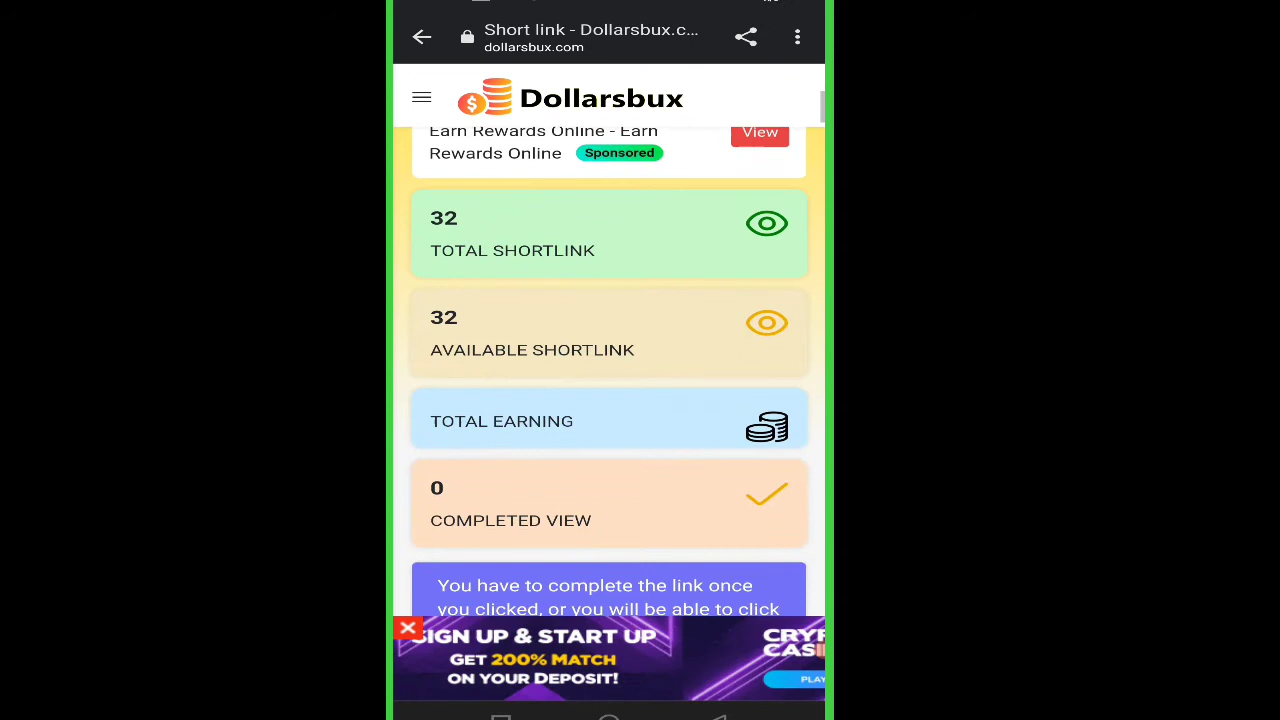 Short link - Dollarsbux.c...
dollarsbux.com
Dollarsbux
Earn Rewards Online - Earn
Rewards Online Sponsored
View
32
TOTAL SHORTLINK
32
AVAILABLE SHORTLINK
TOTAL EARNING
0
COMPLETED VIEW
You have to complete the link once
you clicked, or you will be able to click
SIGN UP & START UP
GET 200% MATCH
ON YOUR DEPOSIT!